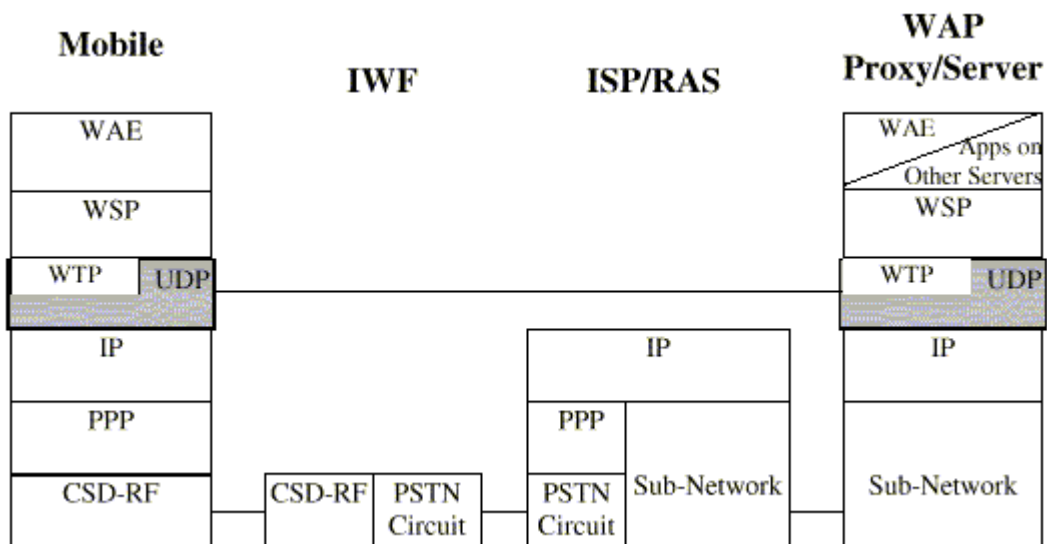 Mobile
IWF
ISP/RAS
WAP
Proxy/Server
WAE
WSP
WTP
UDP
IP
PPP
CSD-RF
CSD-RF
PSTN
Circuit
IP
PPP
PSTN
Circuit
Sub-Network
WAE
Apps on
Other Servers
WSP
WTP
UDP
IP
Sub-Network